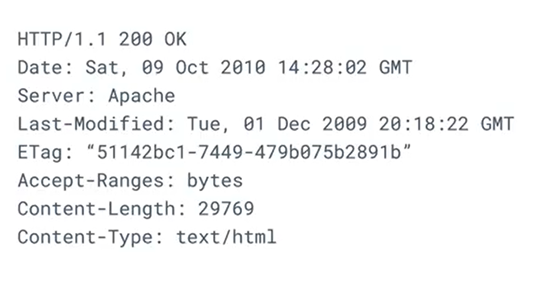 HTTP/1.1 200 OK
Date: Sat, 09 Oct 2010 14:28:02 GMT
Server: Apache
Last-Modified: Tue, 01 Dec 2009 20:18:22 GMT
ETag: “51142bc1-7449-479b075b2891b”
Accept-Ranges: bytes
Content-Length: 29769
Content-Type: text/html